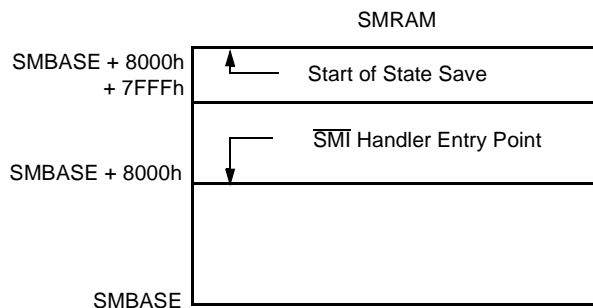 SMRAM
SMBASE + 8000h
+ 7FFFh
Start of State Save
SMI Handler Entry Point
SMBASE + 8000h
SMBASE